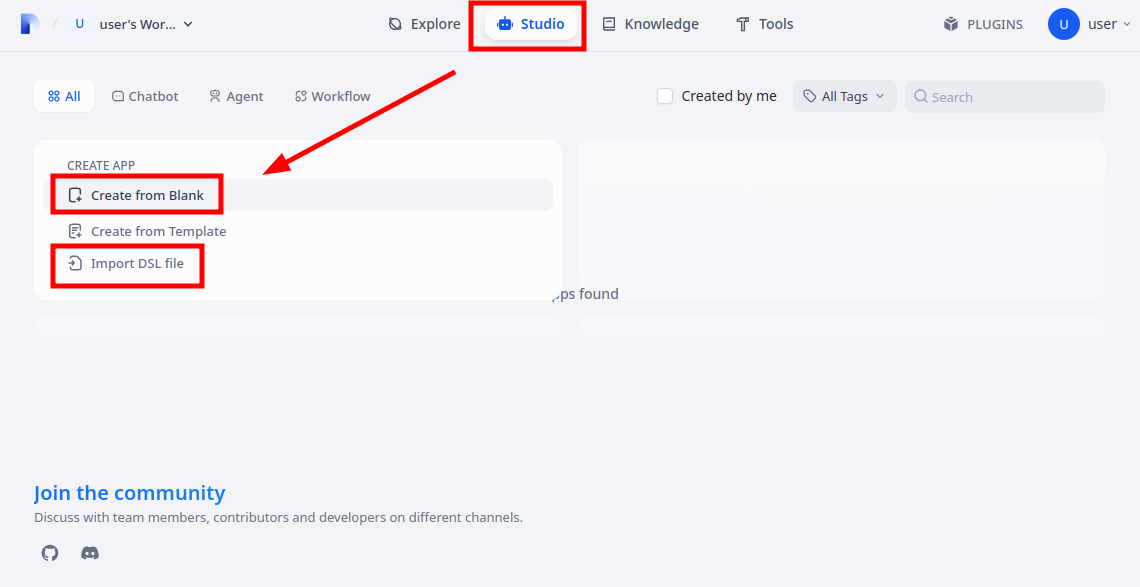 U user's Wor... Explore Studio Knowledge Tools PLUGINS U user
All Chatbot Agent Workflow Created by me All Tags Search
CREATE APP
Create from Blank
Create from Template
Import DSL file
pps found
Join the community
Discuss with team members, contributors and developers on different channels.